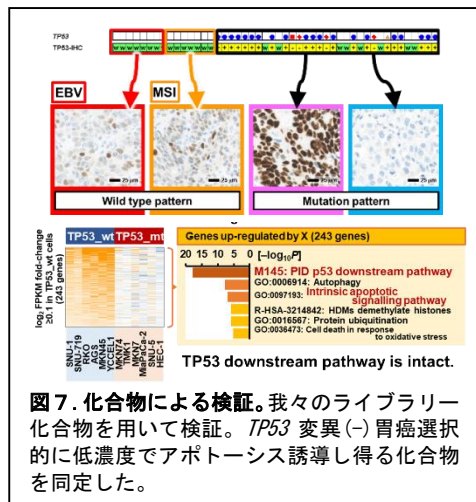 TP53
TP53-IHC
EBV
MSI
25 μm
25 μm
25 μm
25 μm
Wild type pattern
Mutation pattern
TP53_wt TP53_mt
log₂ FPKM fold-change
≥0.1 in TP53_wt cells
(243 genes)
SNU-1
SNU-719
RKO
AGS
MKN45
YCCEL1
MKN74
MKN7
MiaPaCa-2
SNU-5
HEC-1
Genes up-regulated by X (243 genes)
20 15 10 5 0 [–log₁₀P]
M145: PID p53 downstream pathway
GO:0006914: Autophagy
GO:0097193: Intrinsic apoptotic
signalling pathway
R-HSA-3214842: HDMs demethylate histones
GO:0016567: Protein ubiquitination
GO:0036473: Cell death in response
to oxidative stress
TP53 downstream pathway is intact.
図7．化合物による検証。我々のライブラリー
化合物を用いて検証。TP53 変異(-)胃癌選択
的に低濃度でアポトーシス誘導し得る化合物
を同定した。